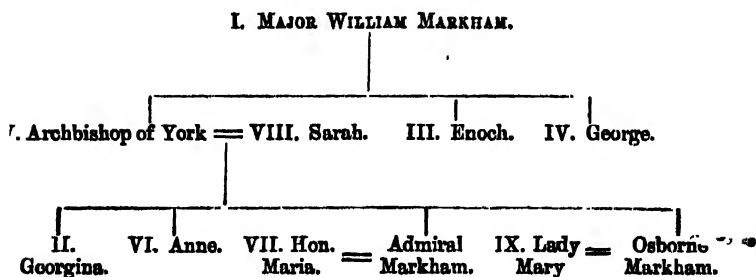 I. MAJOR WILLIAM MARKHAM.
Archbishop of York = VIII. Sarah. III. Enoch. IV. George.
II. VI. Anne. VII. Hon. Admiral IX. Lady Osborne
Georgina. Maria. = Markham. Mary = Markham.